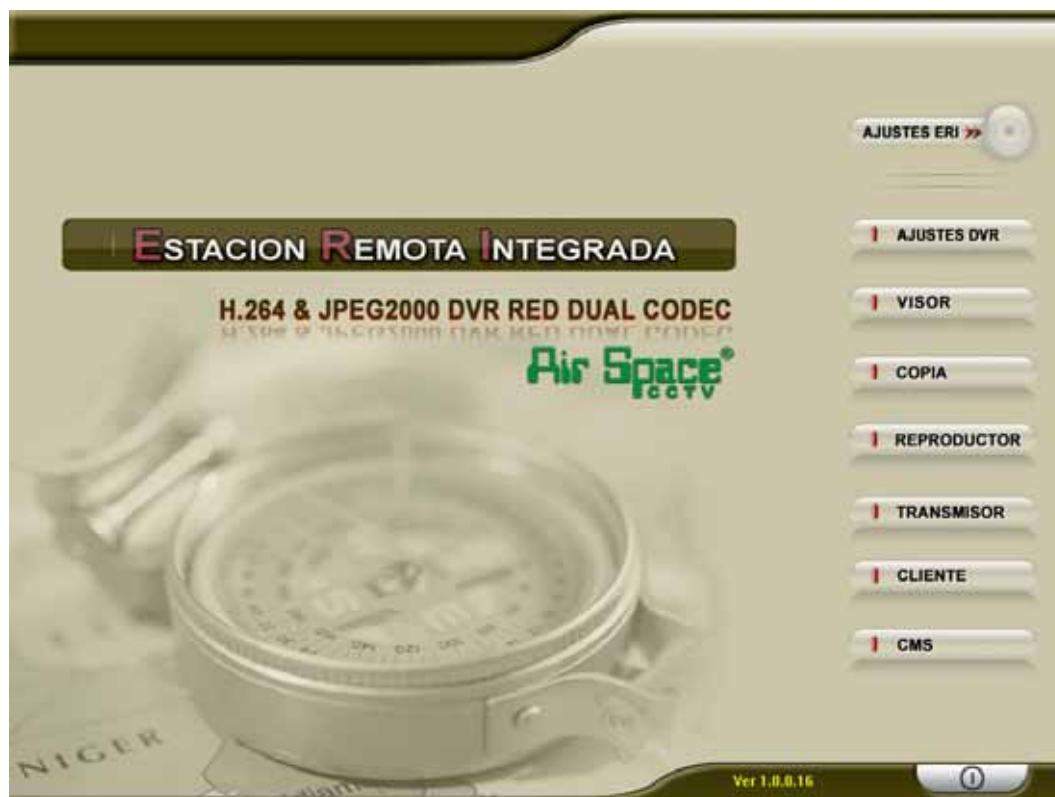 AJUSTES ERI
ESTACION REMOTA INTEGRADA
H.264 & JPEG2000 DVR RED DUAL CODEC
Air Space®
CCTV
AJUSTES DVR
VISOR
COPIA
REPRODUCTOR
TRANSMISOR
CLIENTE
CMS
NIGER
Ver 1.0.0.16